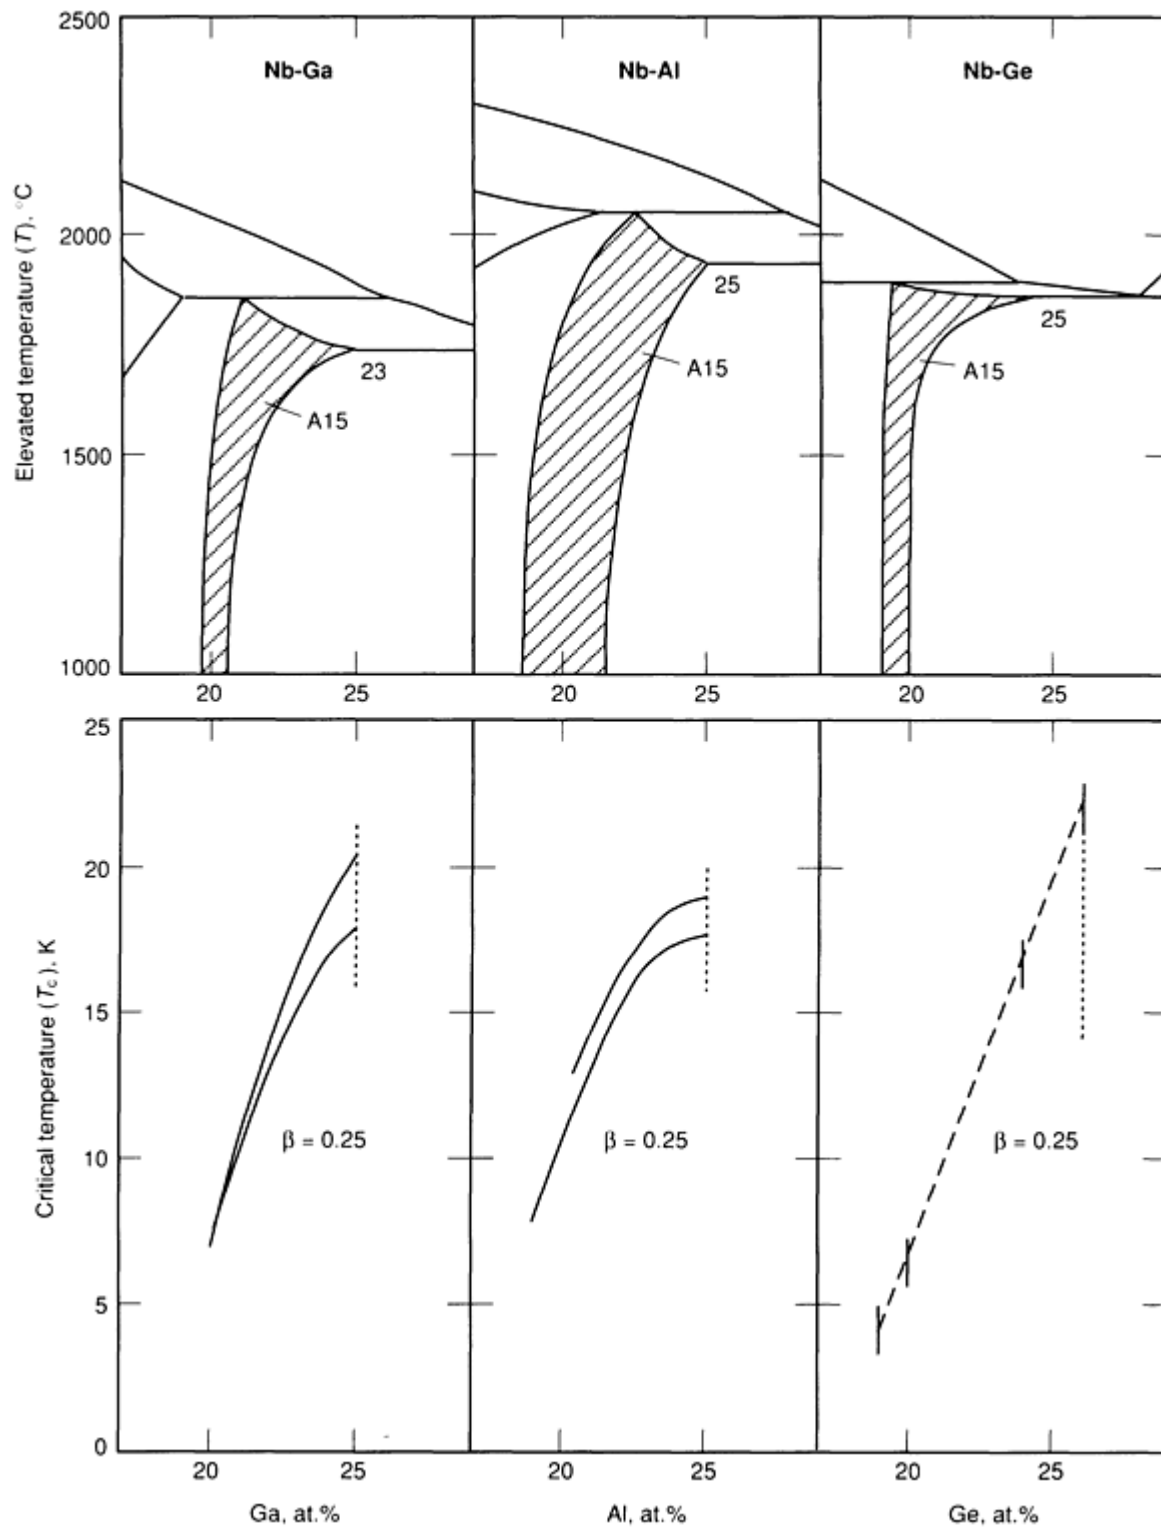 2500
Nb-Ga
Nb-Al
Nb-Ge
Elevated temperature (T), °C
2000
25
25
23
A15
A15
A15
1500
1000
20
25
20
25
20
25
25
Critical temperature (Tc), K
20
15
β = 0.25
β = 0.25
β = 0.25
10
5
0
20
25
20
25
20
25
Ga, at.%
Al, at.%
Ge, at.%